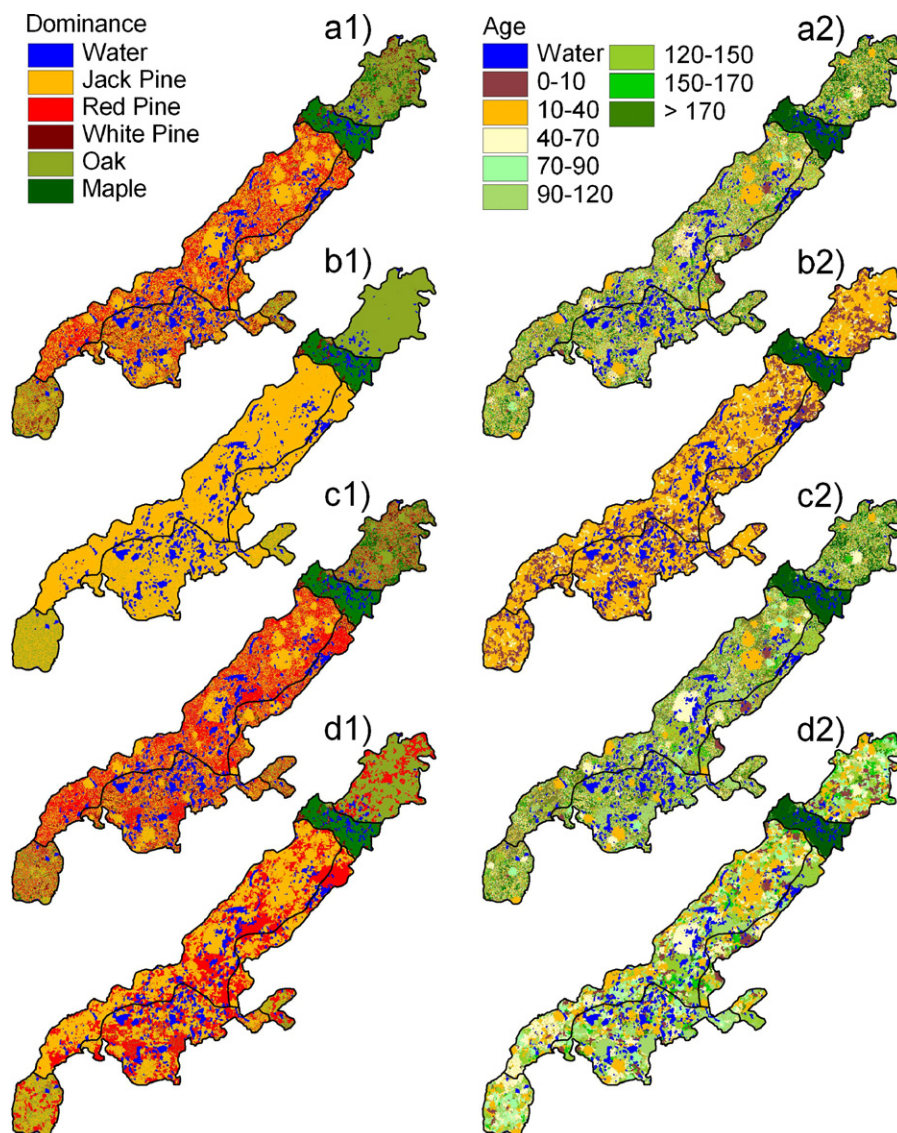 Dominance
Water
Jack Pine
Red Pine
White Pine
Oak
Maple
a1)
Age
Water
0-10
10-40
40-70
70-90
90-120
120-150
150-170
> 170
a2)
b1)
b2)
c1)
c2)
d1)
d2)